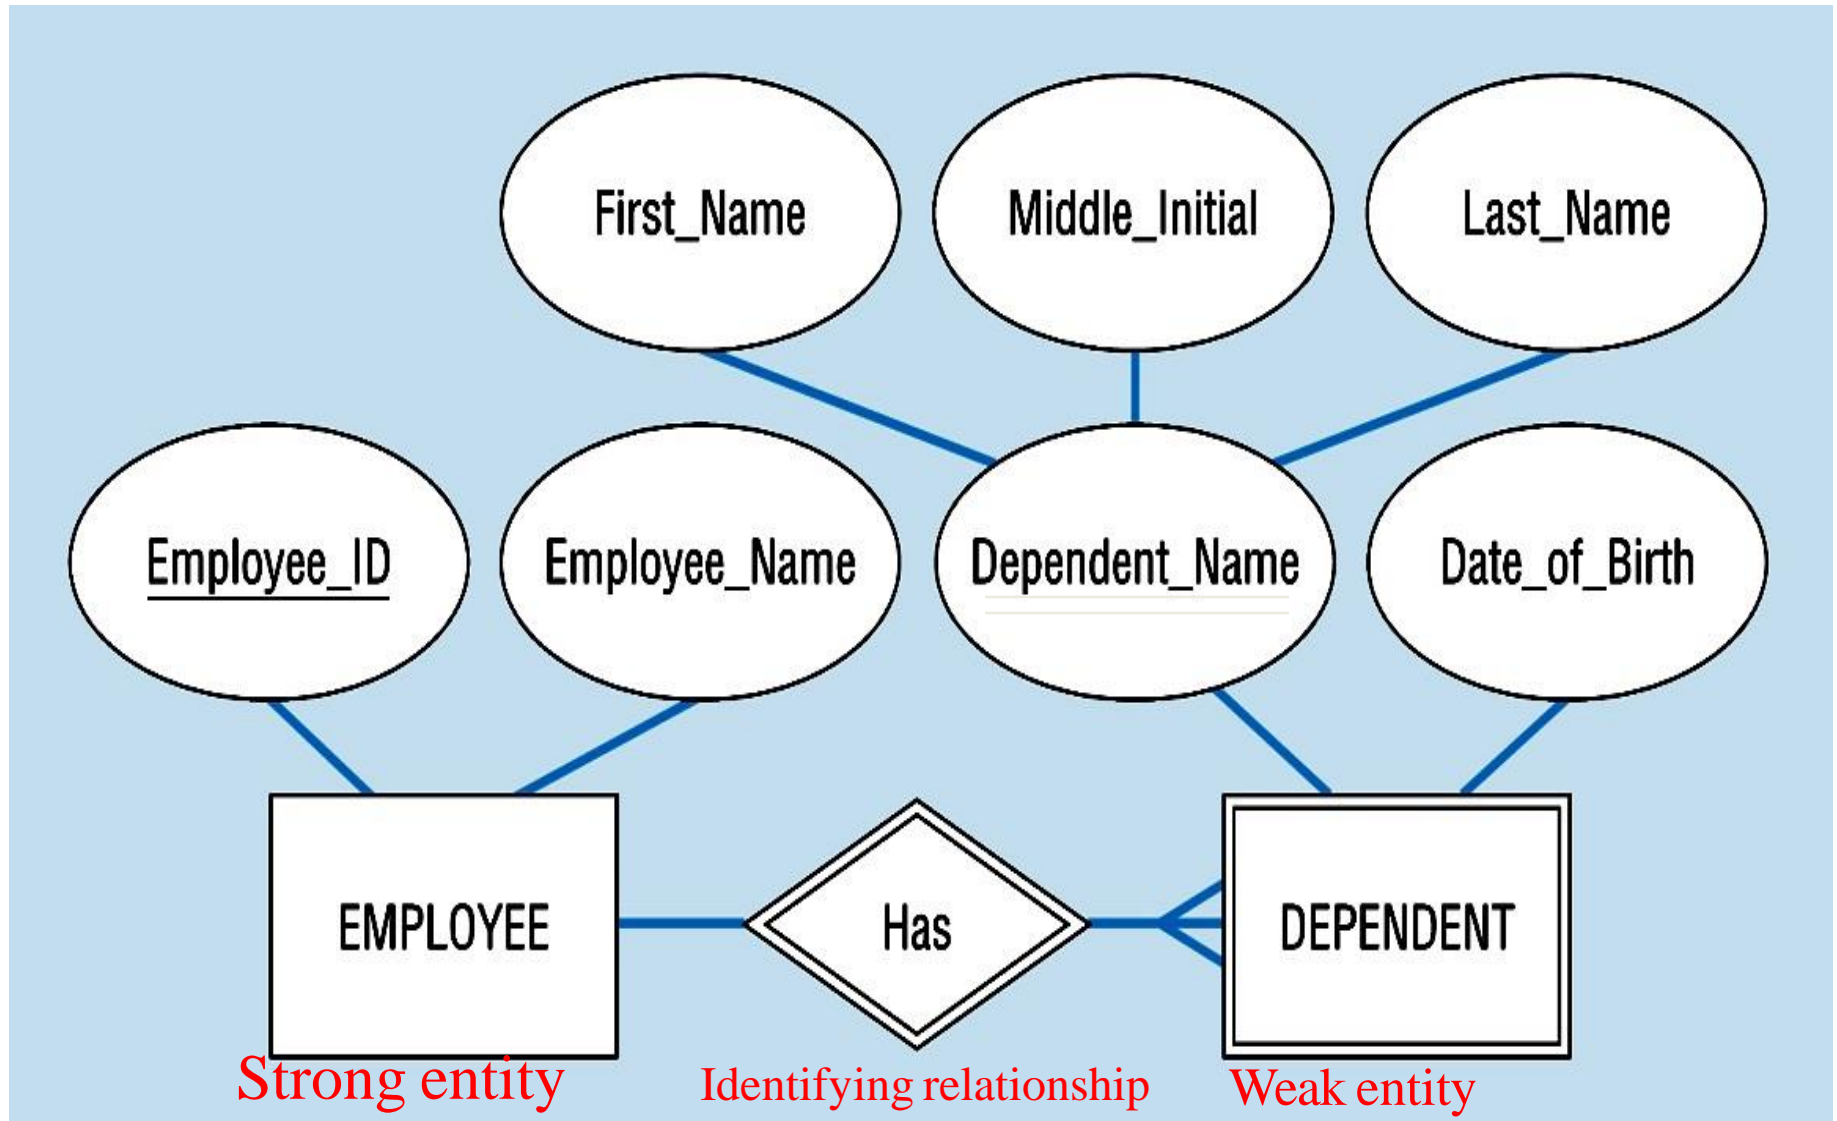 First_Name
Middle_Initial
Last_Name
Employee_ID
Employee_Name
Dependent_Name
Date_of_Birth
EMPLOYEE
Has
DEPENDENT
Strong entity
Identifying relationship
Weak entity